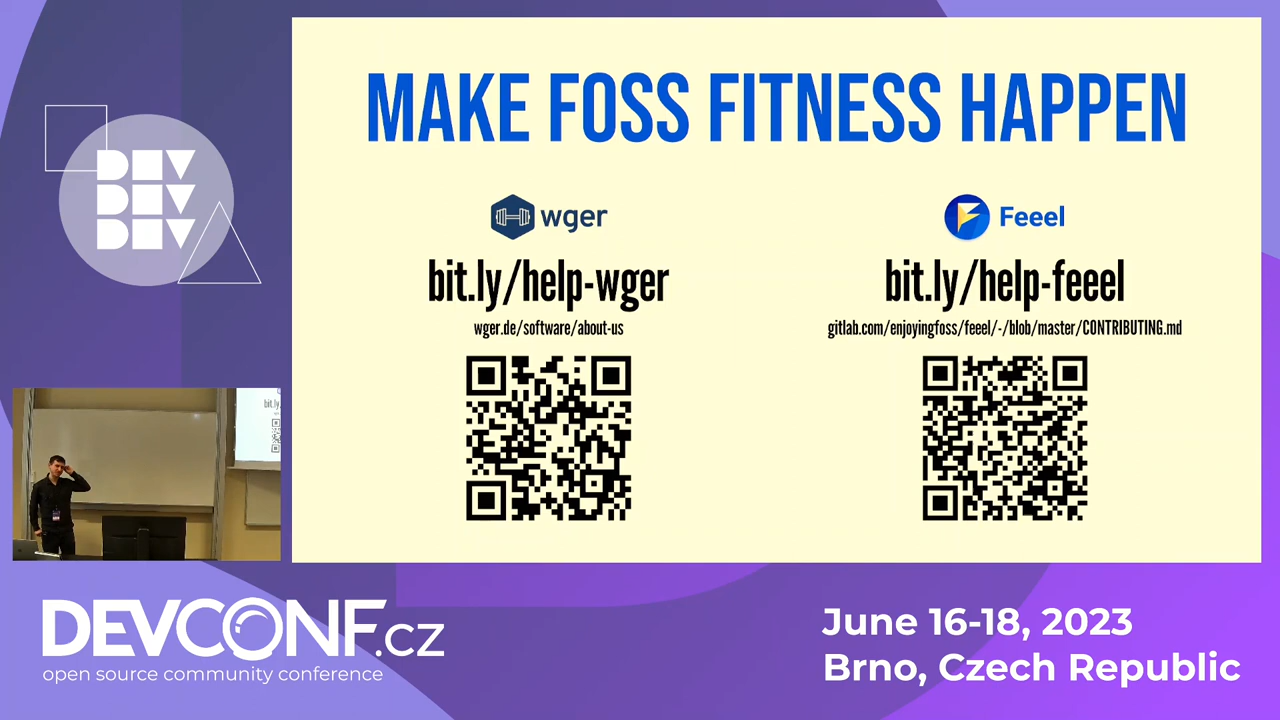 MAKE FOSS FITNESS HAPPEN
wger
bit.ly/help-wger
wger.de/software/about-us
Feeel
bit.ly/help-feeel
gitlab.com/enjoyingfoss/feeel/-/blob/master/CONTRIBUTING.md
DEV
DEV
DEV
bit.ly
DEVCONF.cz
open source community conference
June 16-18, 2023
Brno, Czech Republic